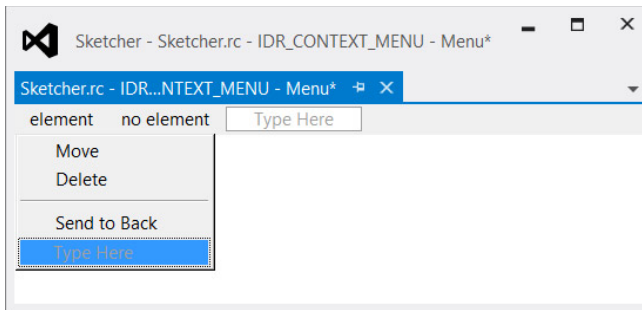 Sketcher - Sketcher.rc - IDR_CONTEXT_MENU - Menu*
Sketcher.rc - IDR...NTEXT_MENU - Menu*
element no element Type Here
Move
Delete
Send to Back
Type Here